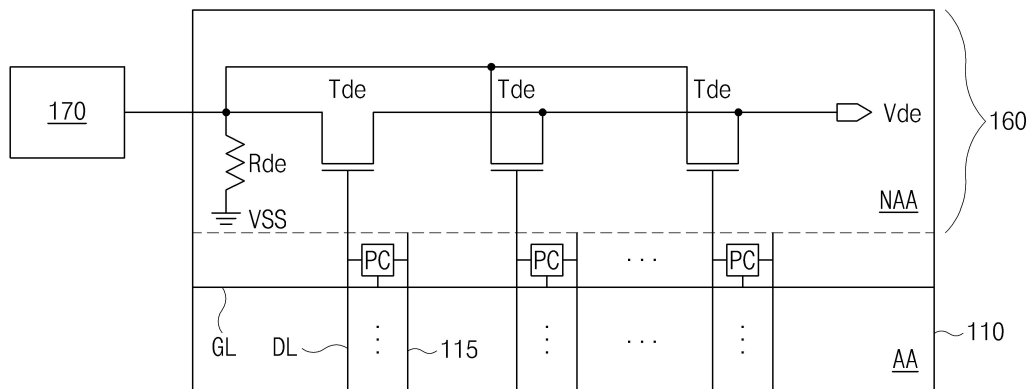 170
Tde
Tde
Tde
Vde
160
Rde
VSS
NAA
PC
PC
...
PC
GL
DL
115
...
110
AA